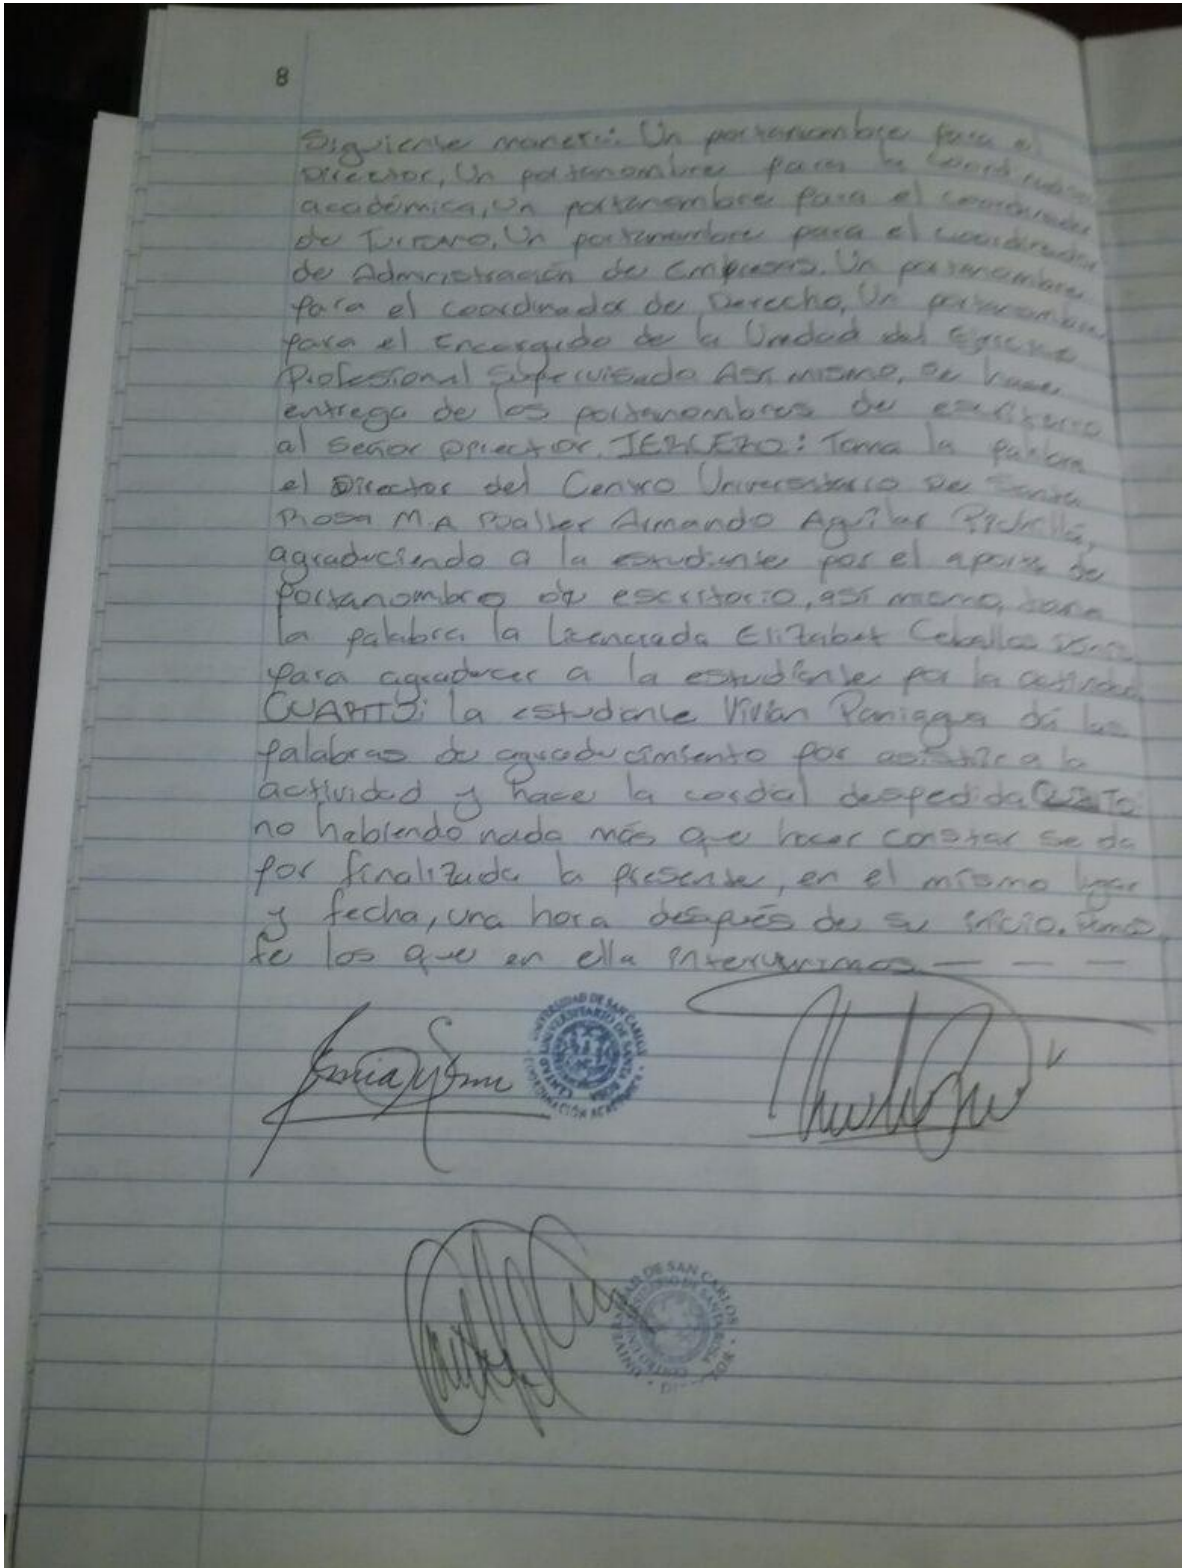 8
Siguiente manera: Un portanombre para el
Director, Un portanombre para la
académica, Un portanombre para el coordinador
de Turismo, Un portanombre para el coordinador
de Administración de Empresas. Un portanombre
para el coordinador de Derecho, Un portanombre
para el Encargado de la Unidad del Ejercicio
Profesional Supervisado Así mismo, se hace
entrega de los portanombres de escritorio
al Señor Director. TERCERO: Toma la palabra
el Director del Centro Universitario De Santa
Rosa M.A Walter Armando Aguilar
agradeciendo a la estudiante por el aporte de
portanombre de escritorio, así mismo toma
la palabra la Licenciada Elizabet Ceballos
para agradecer a la estudiante por la actividad
CUARTO: la estudiante Vivian Paniagua dá las
palabras de agradecimiento por asistir a la
actividad y hace la cordal despedida
no habiendo nada más que hacer constar se da
por finalizada la presente, en el mismo lugar
y fecha, una hora después de su inicio. Damos
fe los que en ella intervenimos — — —
DE SAN CARLOS